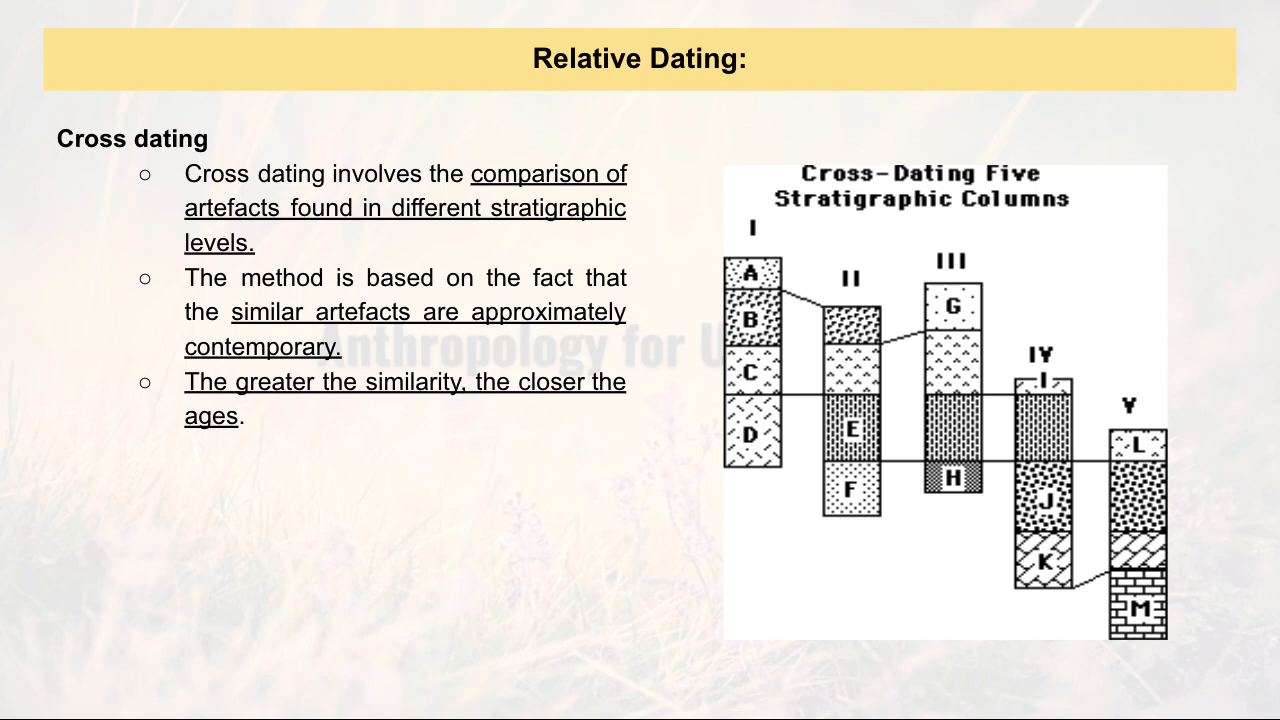 Relative Dating:
Cross dating
○ Cross dating involves the comparison of
artefacts found in different stratigraphic
levels.
○ The method is based on the fact that
the similar artefacts are approximately
contemporary.
○ The greater the similarity, the closer the
ages.
Anthropology for U
Cross-Dating Five
Stratigraphic Columns
I
II
III
IV
V
A
B
C
D
E
F
G
H
I
J
K
L
M